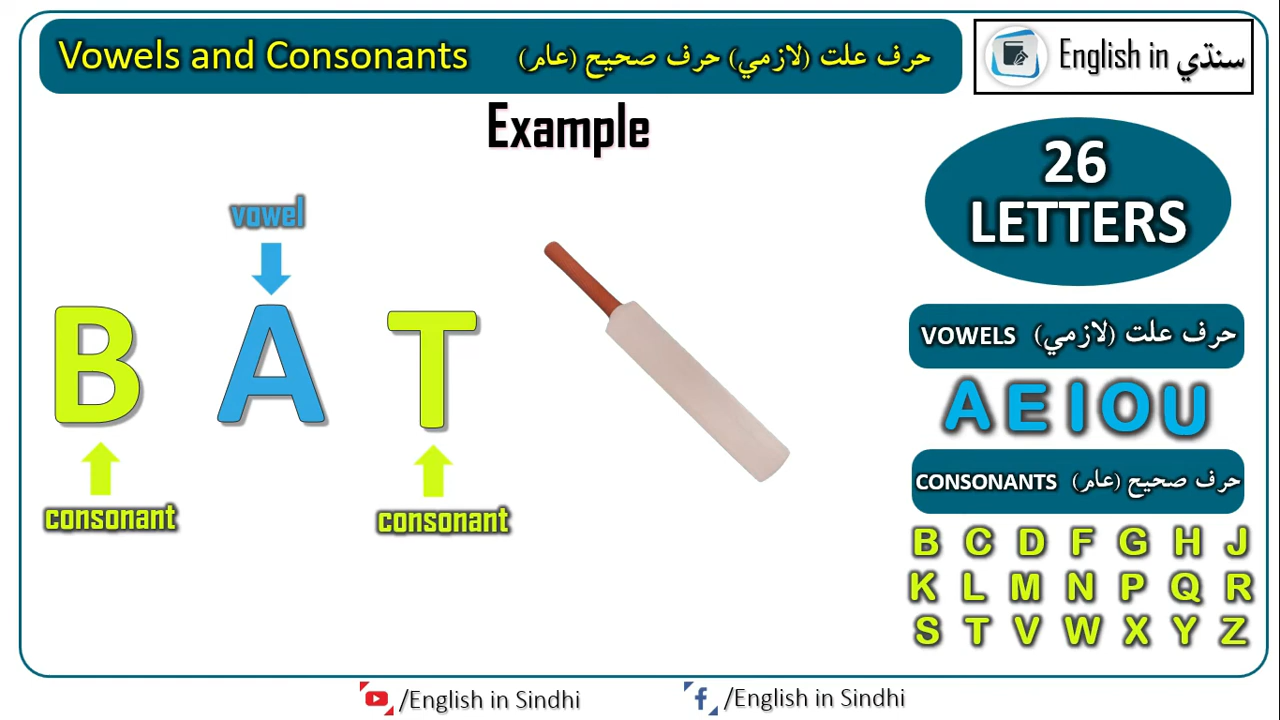 Vowels and Consonants حرف علت (لازمي) حرف صحيح (عام)
English in سنڌي
Example
26
LETTERS
vowel
B A T
consonant consonant
VOWELS حرف علت (لازمي)
A E I O U
CONSONANTS حرف صحيح (عام)
B C D F G H J
K L M N P Q R
S T V W X Y Z
/English in Sindhi /English in Sindhi